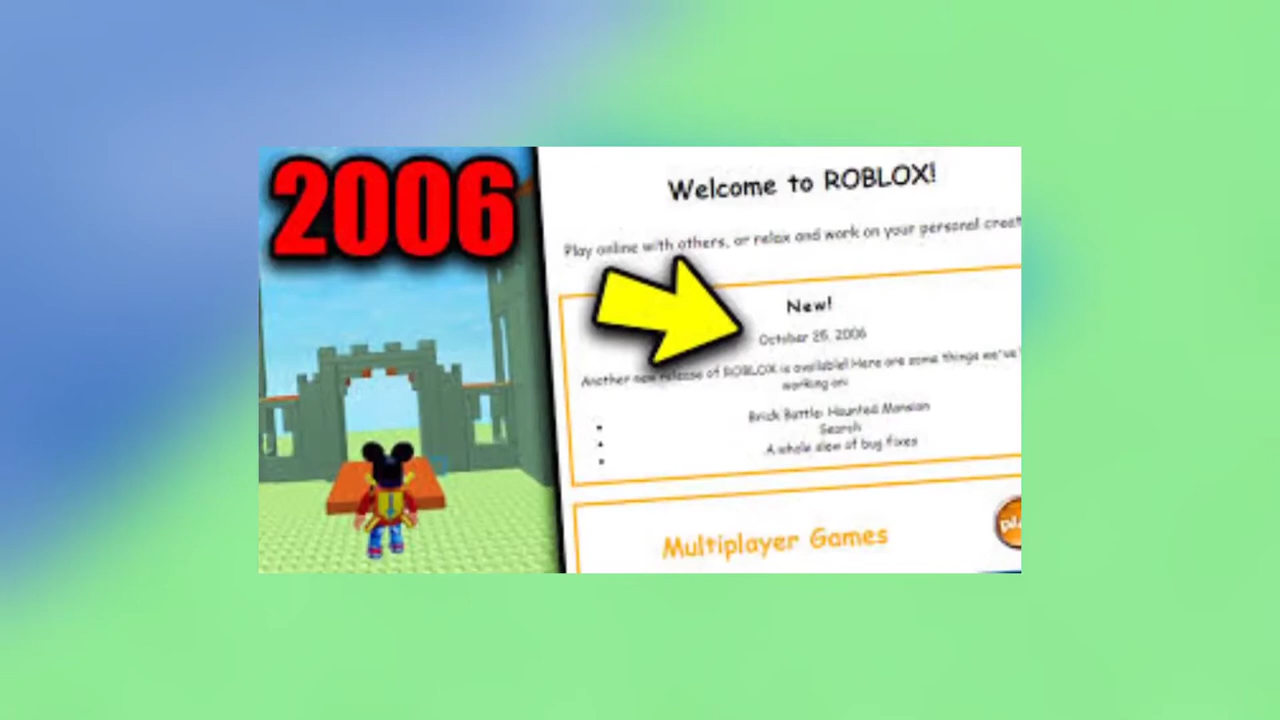 2006
Welcome to ROBLOX!
Play online with others, or relax and work on your personal creat
New!
October 25, 2006
Another new release of ROBLOX is available! Here are some things we've
working on:
Brick Battle: Haunted Mansion
Search
A whole slew of bug fixes
Multiplayer Games